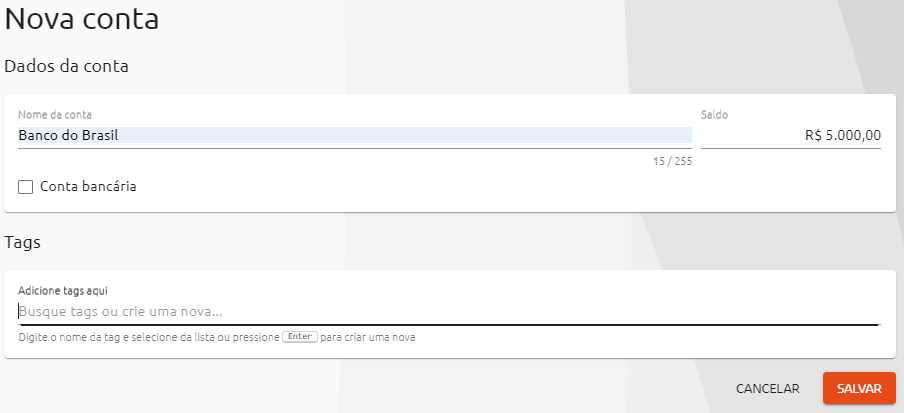 Nova conta
Dados da conta
Nome da conta
Saldo
Banco do Brasil
R$ 5.000,00
15 / 255
Conta bancária
Tags
Adicione tags aqui
Busque tags ou crie uma nova...
Digite o nome da tag e selecione da lista ou pressione Enter para criar uma nova
CANCELAR
SALVAR